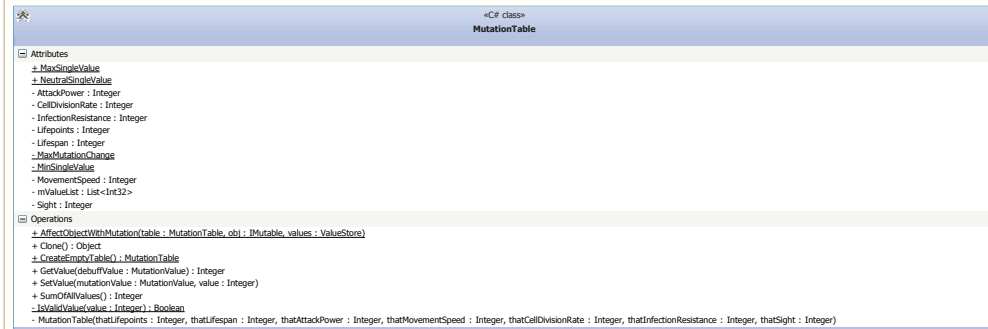 «C# class»
MutationTable
Attributes
+ MaxSingleValue
+ NeutralSingleValue
- AttackPower : Integer
- CellDivisionRate : Integer
- InfectionResistance : Integer
- Lifepoints : Integer
- Lifespan : Integer
- MaxMutationChange
- MinSingleValue
- MovementSpeed : Integer
- mValueList : List<Int32>
- Sight : Integer
Operations
+ AffectObjectWithMutation(table : MutationTable, obj : IMutable, values : ValueStore)
+ Clone() : Object
+ CreateEmptyTable() : MutationTable
+ GetValue(debuffValue : MutationValue) : Integer
+ SetValue(mutationValue : MutationValue, value : Integer)
+ SumOfAllValues() : Integer
- IsValidValue(value : Integer) : Boolean
- MutationTable(thatLifepoints : Integer, thatLifespan : Integer, thatAttackPower : Integer, thatMovementSpeed : Integer, thatCellDivisionRate : Integer, thatInfectionResistance : Integer, thatSight : Integer)